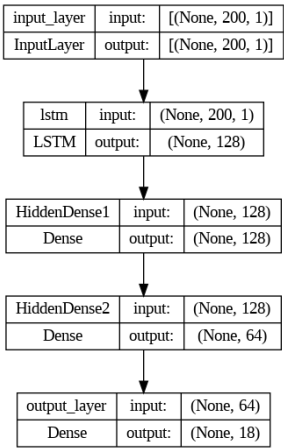 input_layer input: [(None, 200, 1)]
InputLayer output: [(None, 200, 1)]
lstm input: (None, 200, 1)
LSTM output: (None, 128)
HiddenDense1 input: (None, 128)
Dense output: (None, 128)
HiddenDense2 input: (None, 128)
Dense output: (None, 64)
output_layer input: (None, 64)
Dense output: (None, 18)